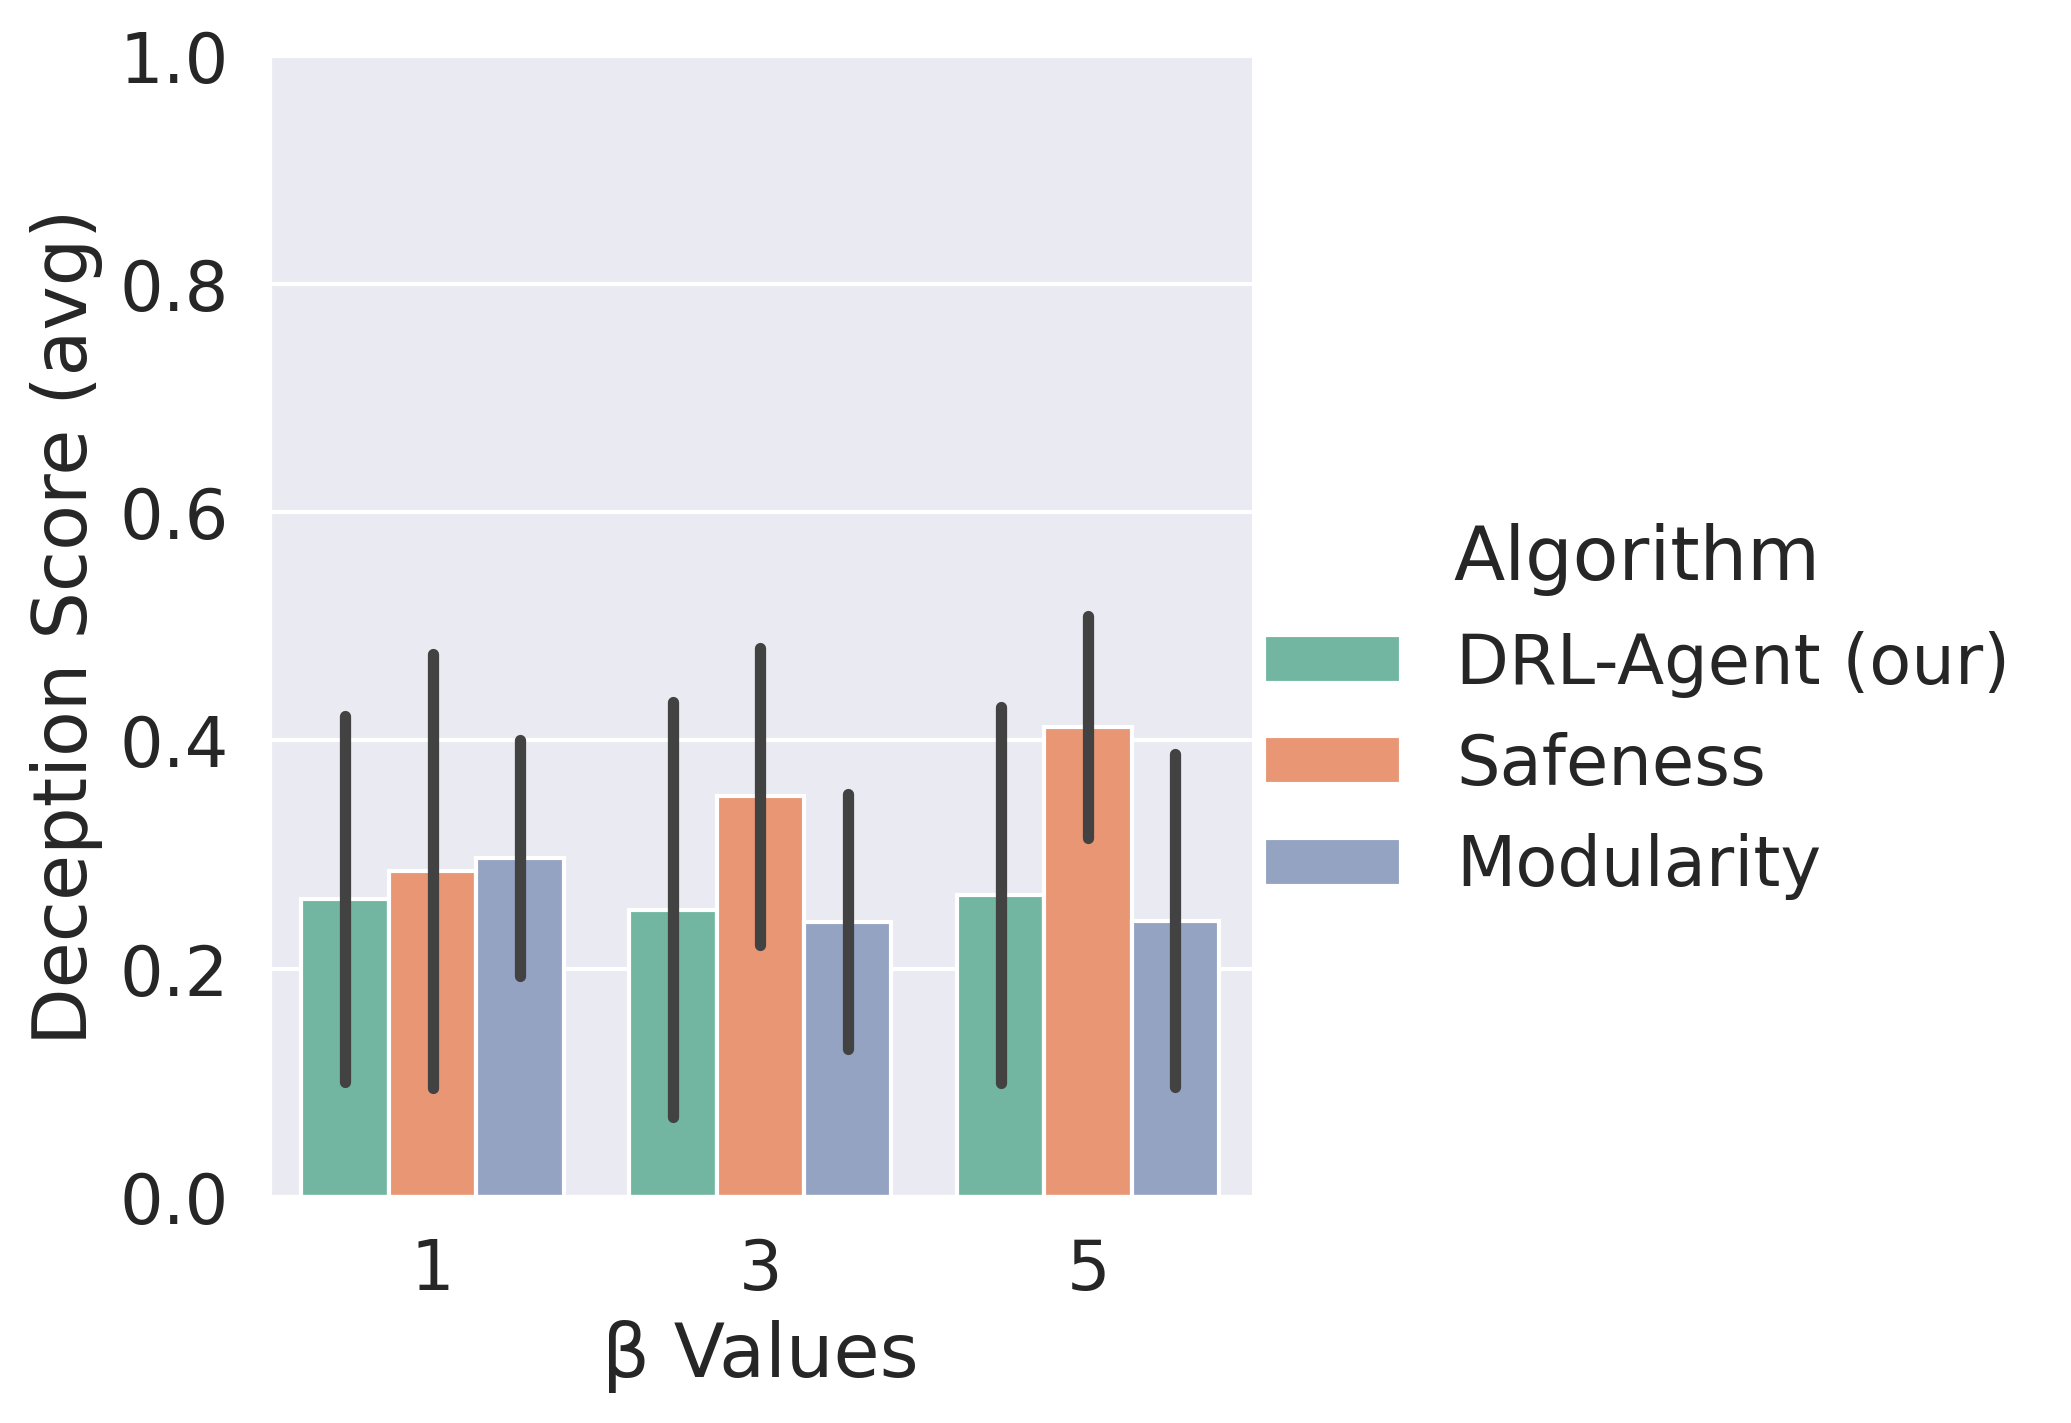 1.0
0.8
0.6
0.4
0.2
0.0
Deception Score (avg)
1 3 5
β Values
Algorithm
DRL-Agent (our)
Safeness
Modularity